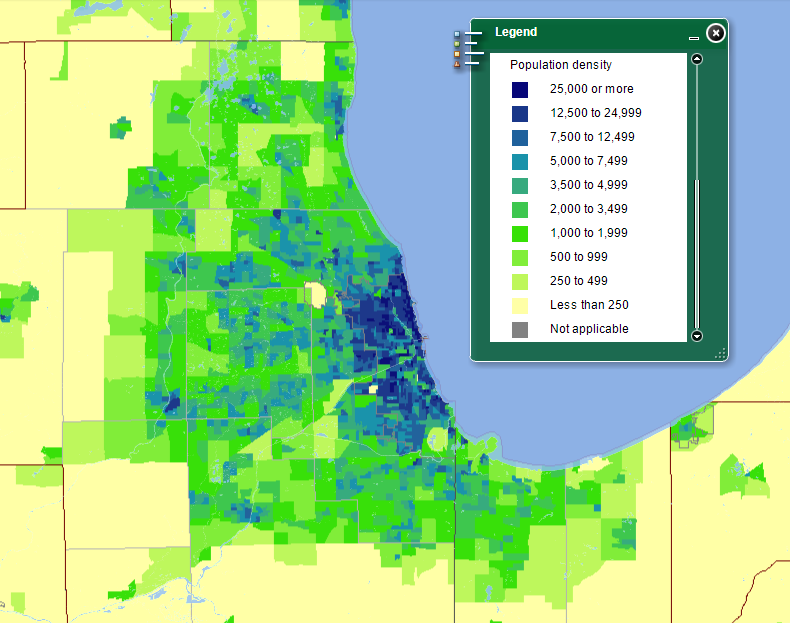 Legend
Population density
25,000 or more
12,500 to 24,999
7,500 to 12,499
5,000 to 7,499
3,500 to 4,999
2,000 to 3,499
1,000 to 1,999
500 to 999
250 to 499
Less than 250
Not applicable